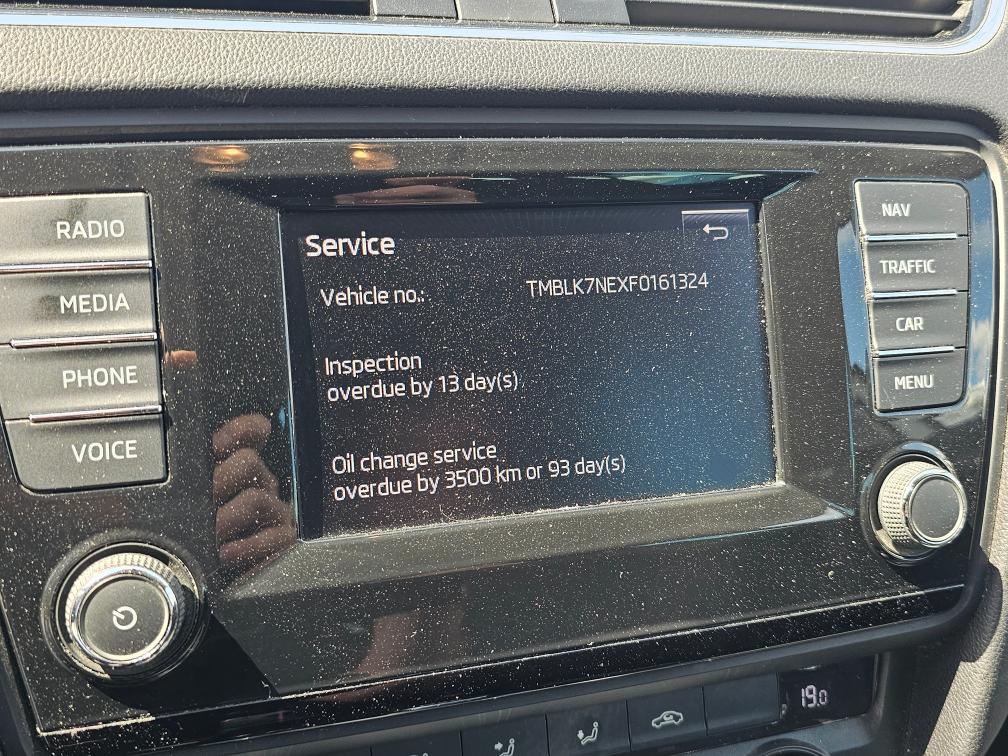 RADIO
MEDIA
PHONE
VOICE
Service
Vehicle no.: TMBLK7NEXF0161324
Inspection
overdue by 13 day(s)
Oil change service
overdue by 3500 km or 93 day(s)
NAV
TRAFFIC
CAR
MENU
19.0